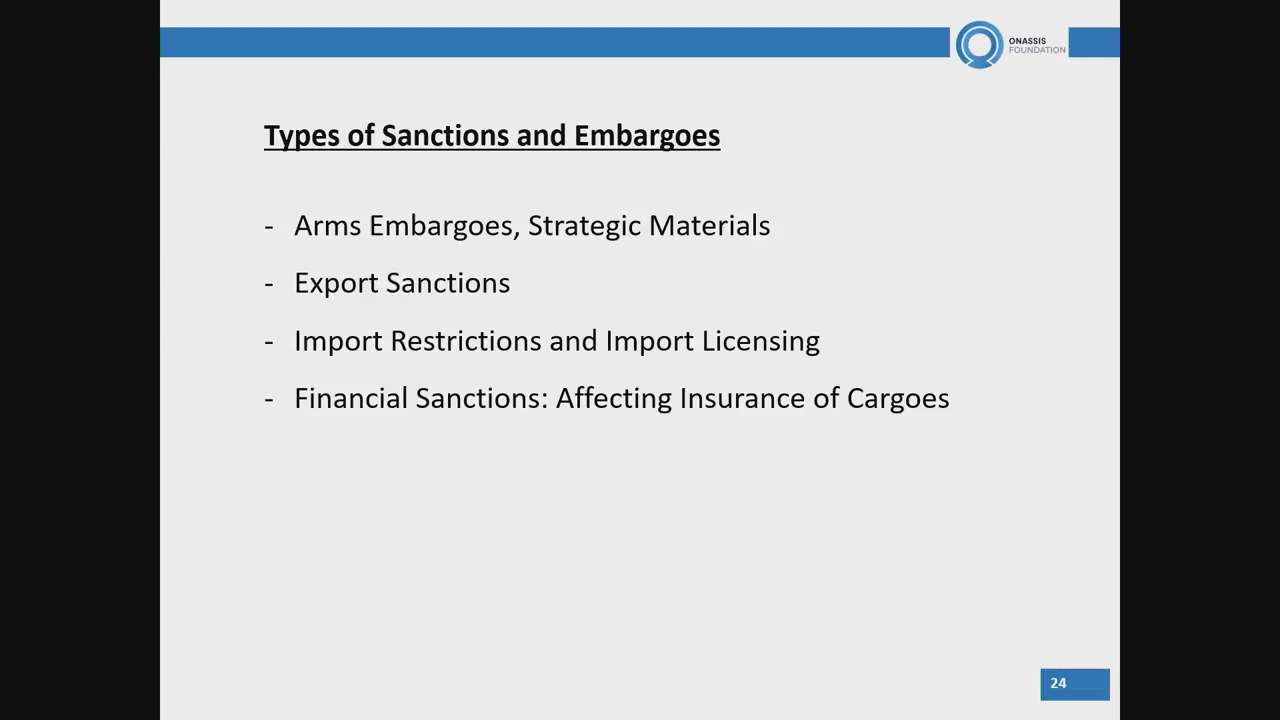 ONASSIS
FOUNDATION
Types of Sanctions and Embargoes
- Arms Embargoes, Strategic Materials
- Export Sanctions
- Import Restrictions and Import Licensing
- Financial Sanctions: Affecting Insurance of Cargoes
24